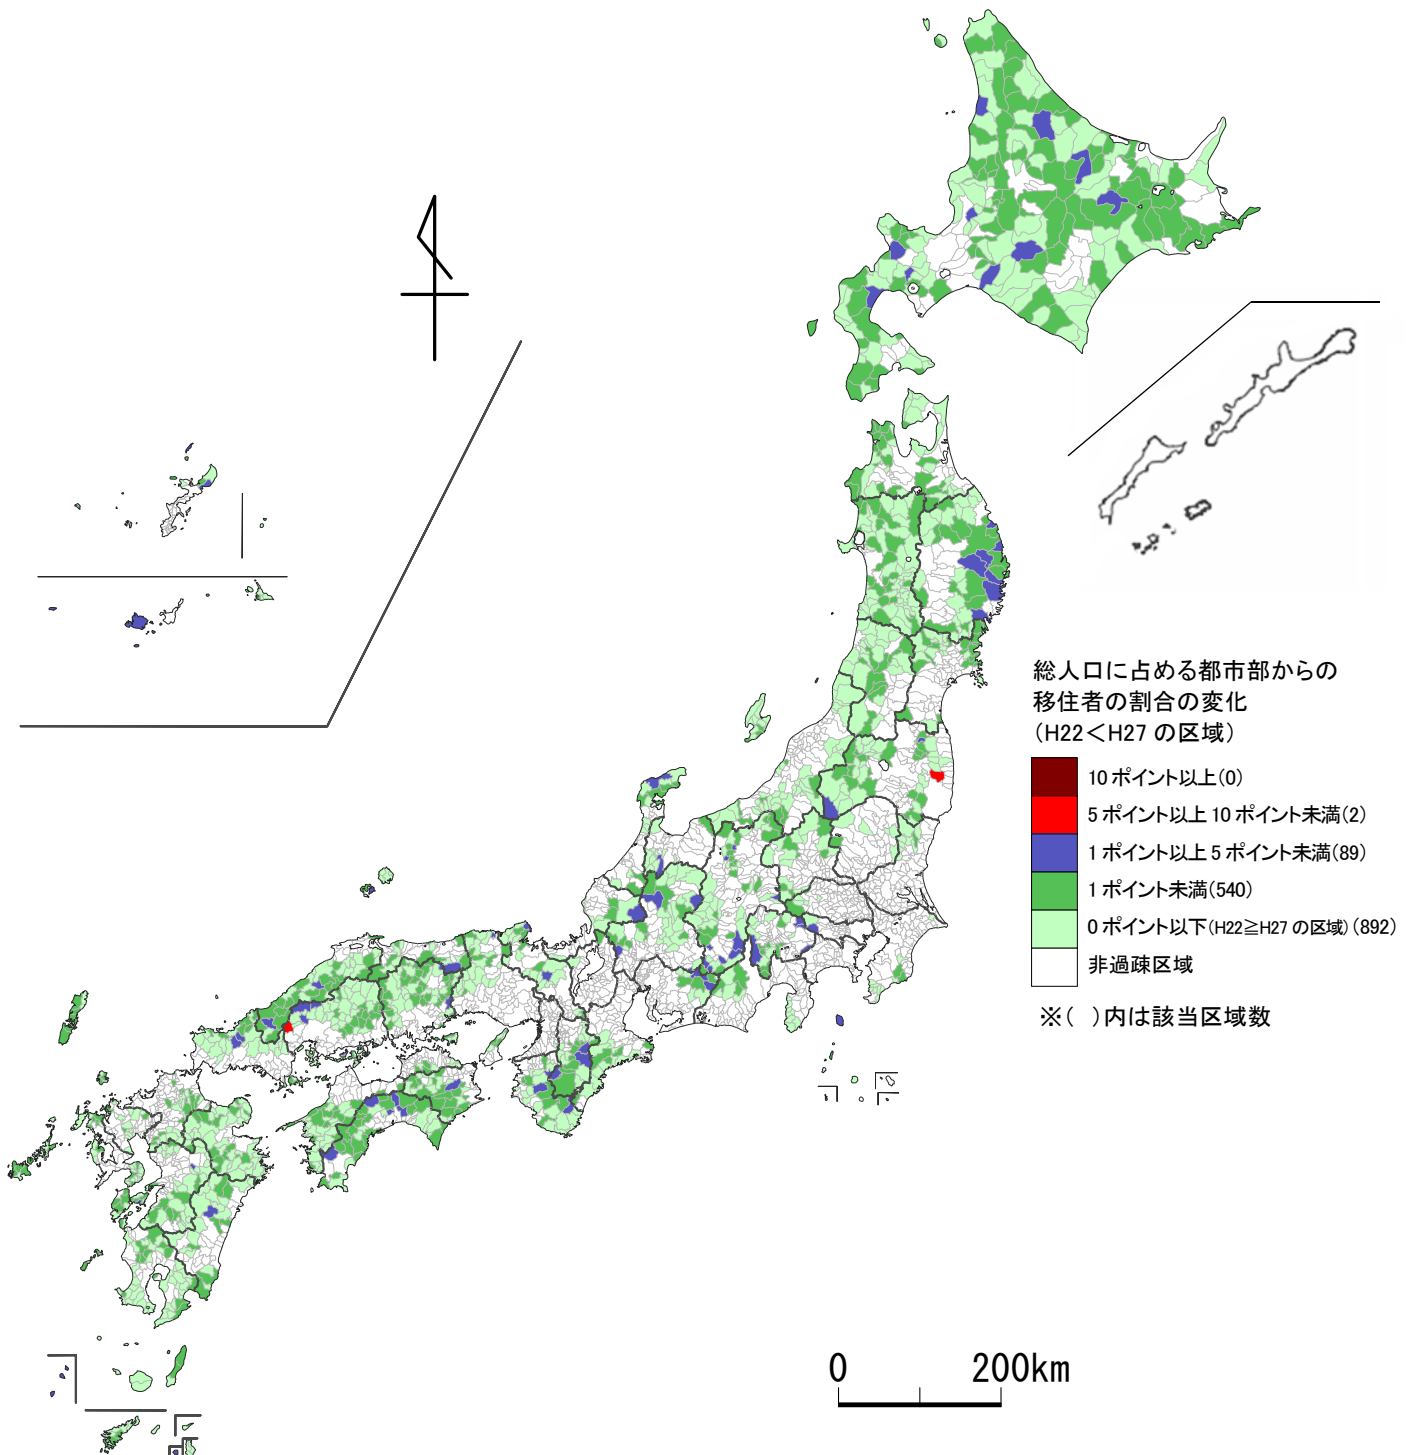 総人口に占める都市部からの
移住者の割合の変化
（H22＜H27 の区域）
10 ポイント以上(0)
5 ポイント以上 10 ポイント未満(2)
1 ポイント以上 5 ポイント未満(89)
1 ポイント未満(540)
0 ポイント以下(H22≧H27 の区域) (892)
非過疎区域
※( )内は該当区域数
0 200km